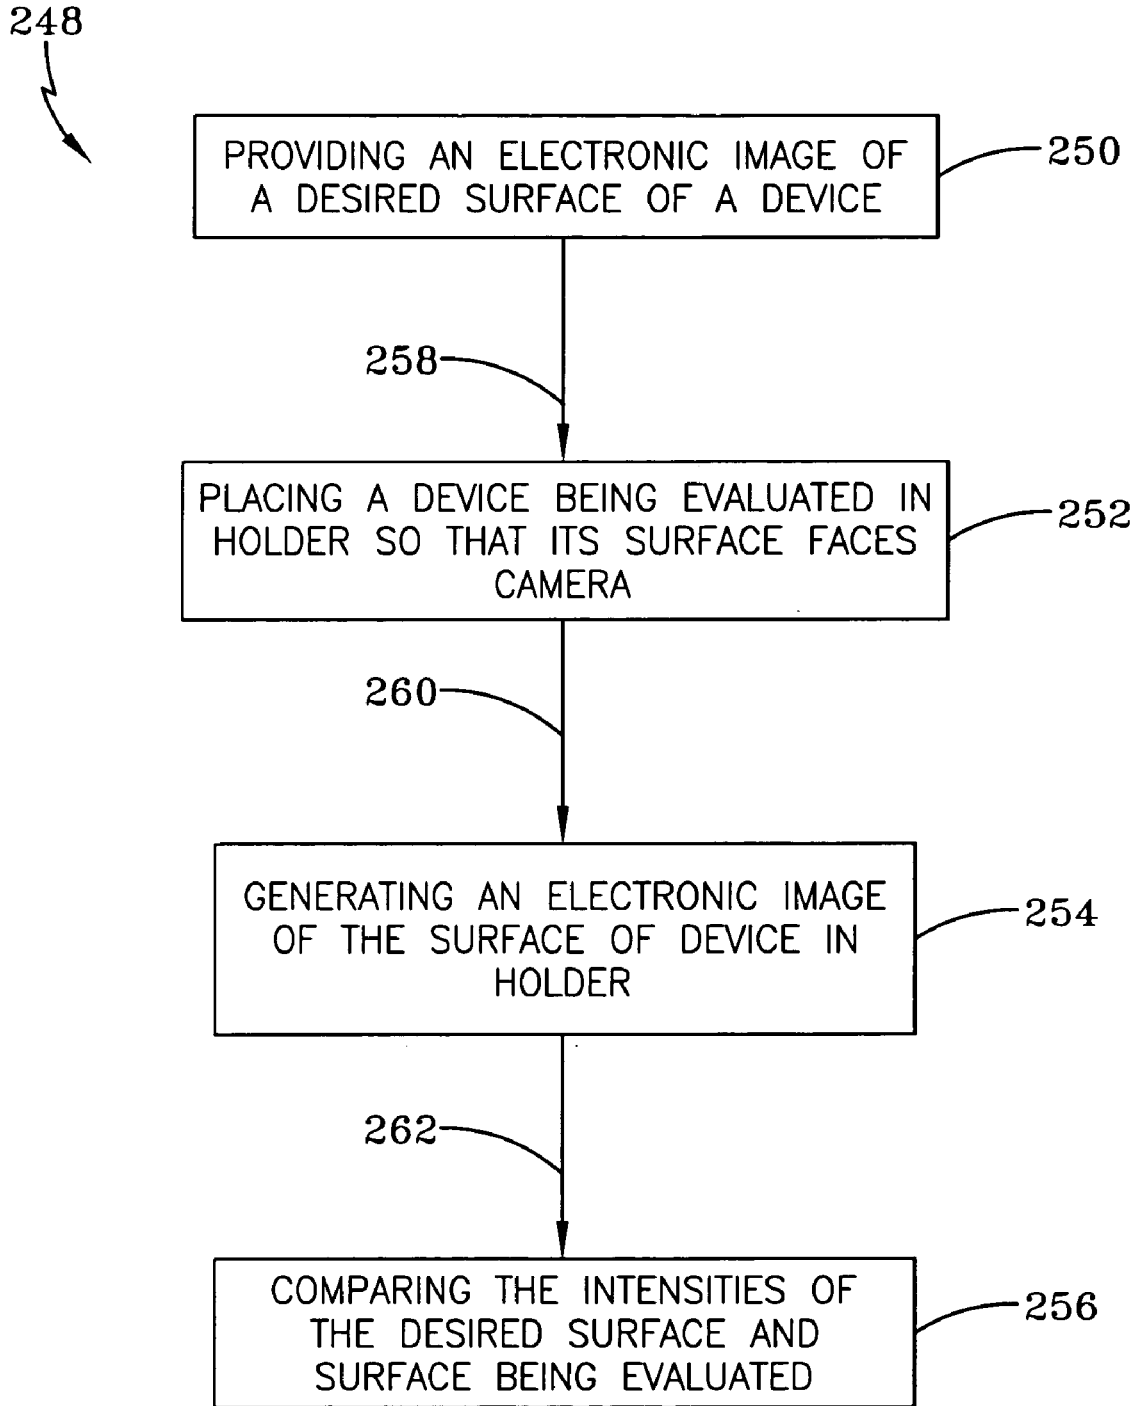 248
PROVIDING AN ELECTRONIC IMAGE OF
A DESIRED SURFACE OF A DEVICE
250
258
PLACING A DEVICE BEING EVALUATED IN
HOLDER SO THAT ITS SURFACE FACES
CAMERA
252
260
GENERATING AN ELECTRONIC IMAGE
OF THE SURFACE OF DEVICE IN
HOLDER
254
262
COMPARING THE INTENSITIES OF
THE DESIRED SURFACE AND
SURFACE BEING EVALUATED
256